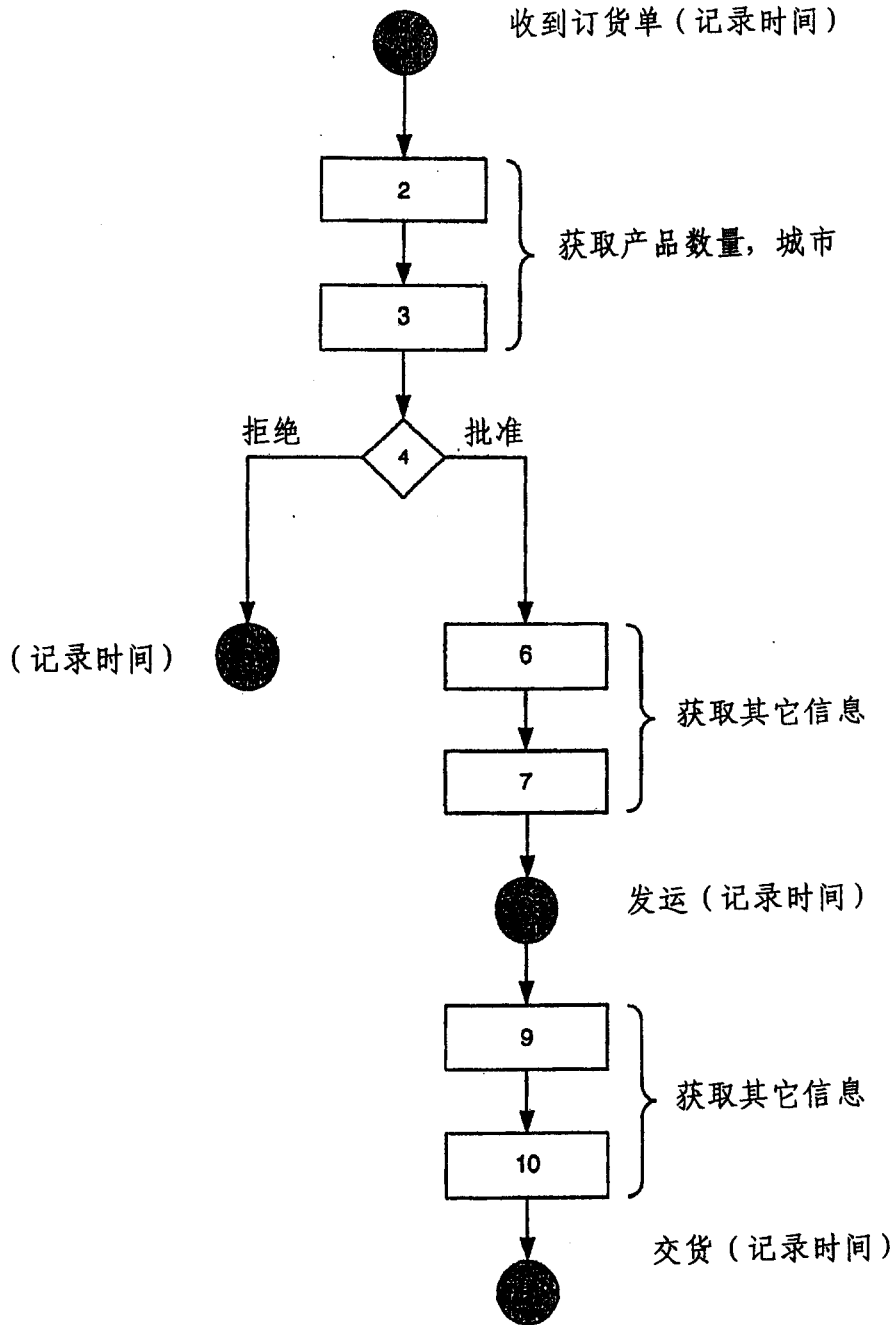 收到订货单（记录时间）
2
获取产品数量，城市
3
拒绝
批准
4
（记录时间）
6
获取其它信息
7
发运（记录时间）
9
获取其它信息
10
交货（记录时间）